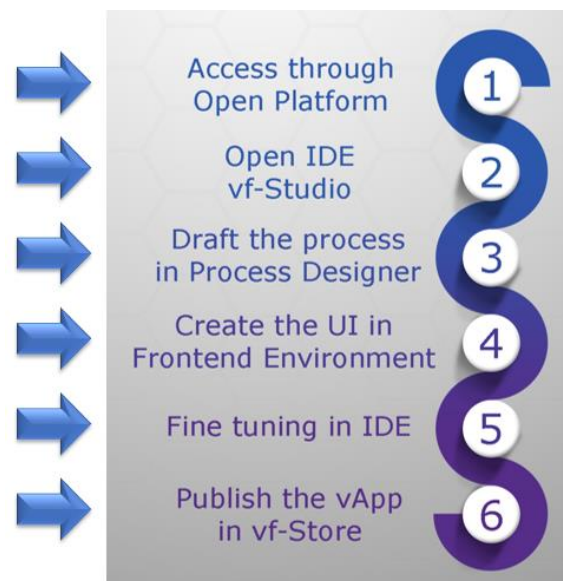 Access through
Open Platform
1
Open IDE
vf-Studio
2
Draft the process
in Process Designer
3
Create the UI in
Frontend Environment
4
Fine tuning in IDE
5
Publish the vApp
in vf-Store
6